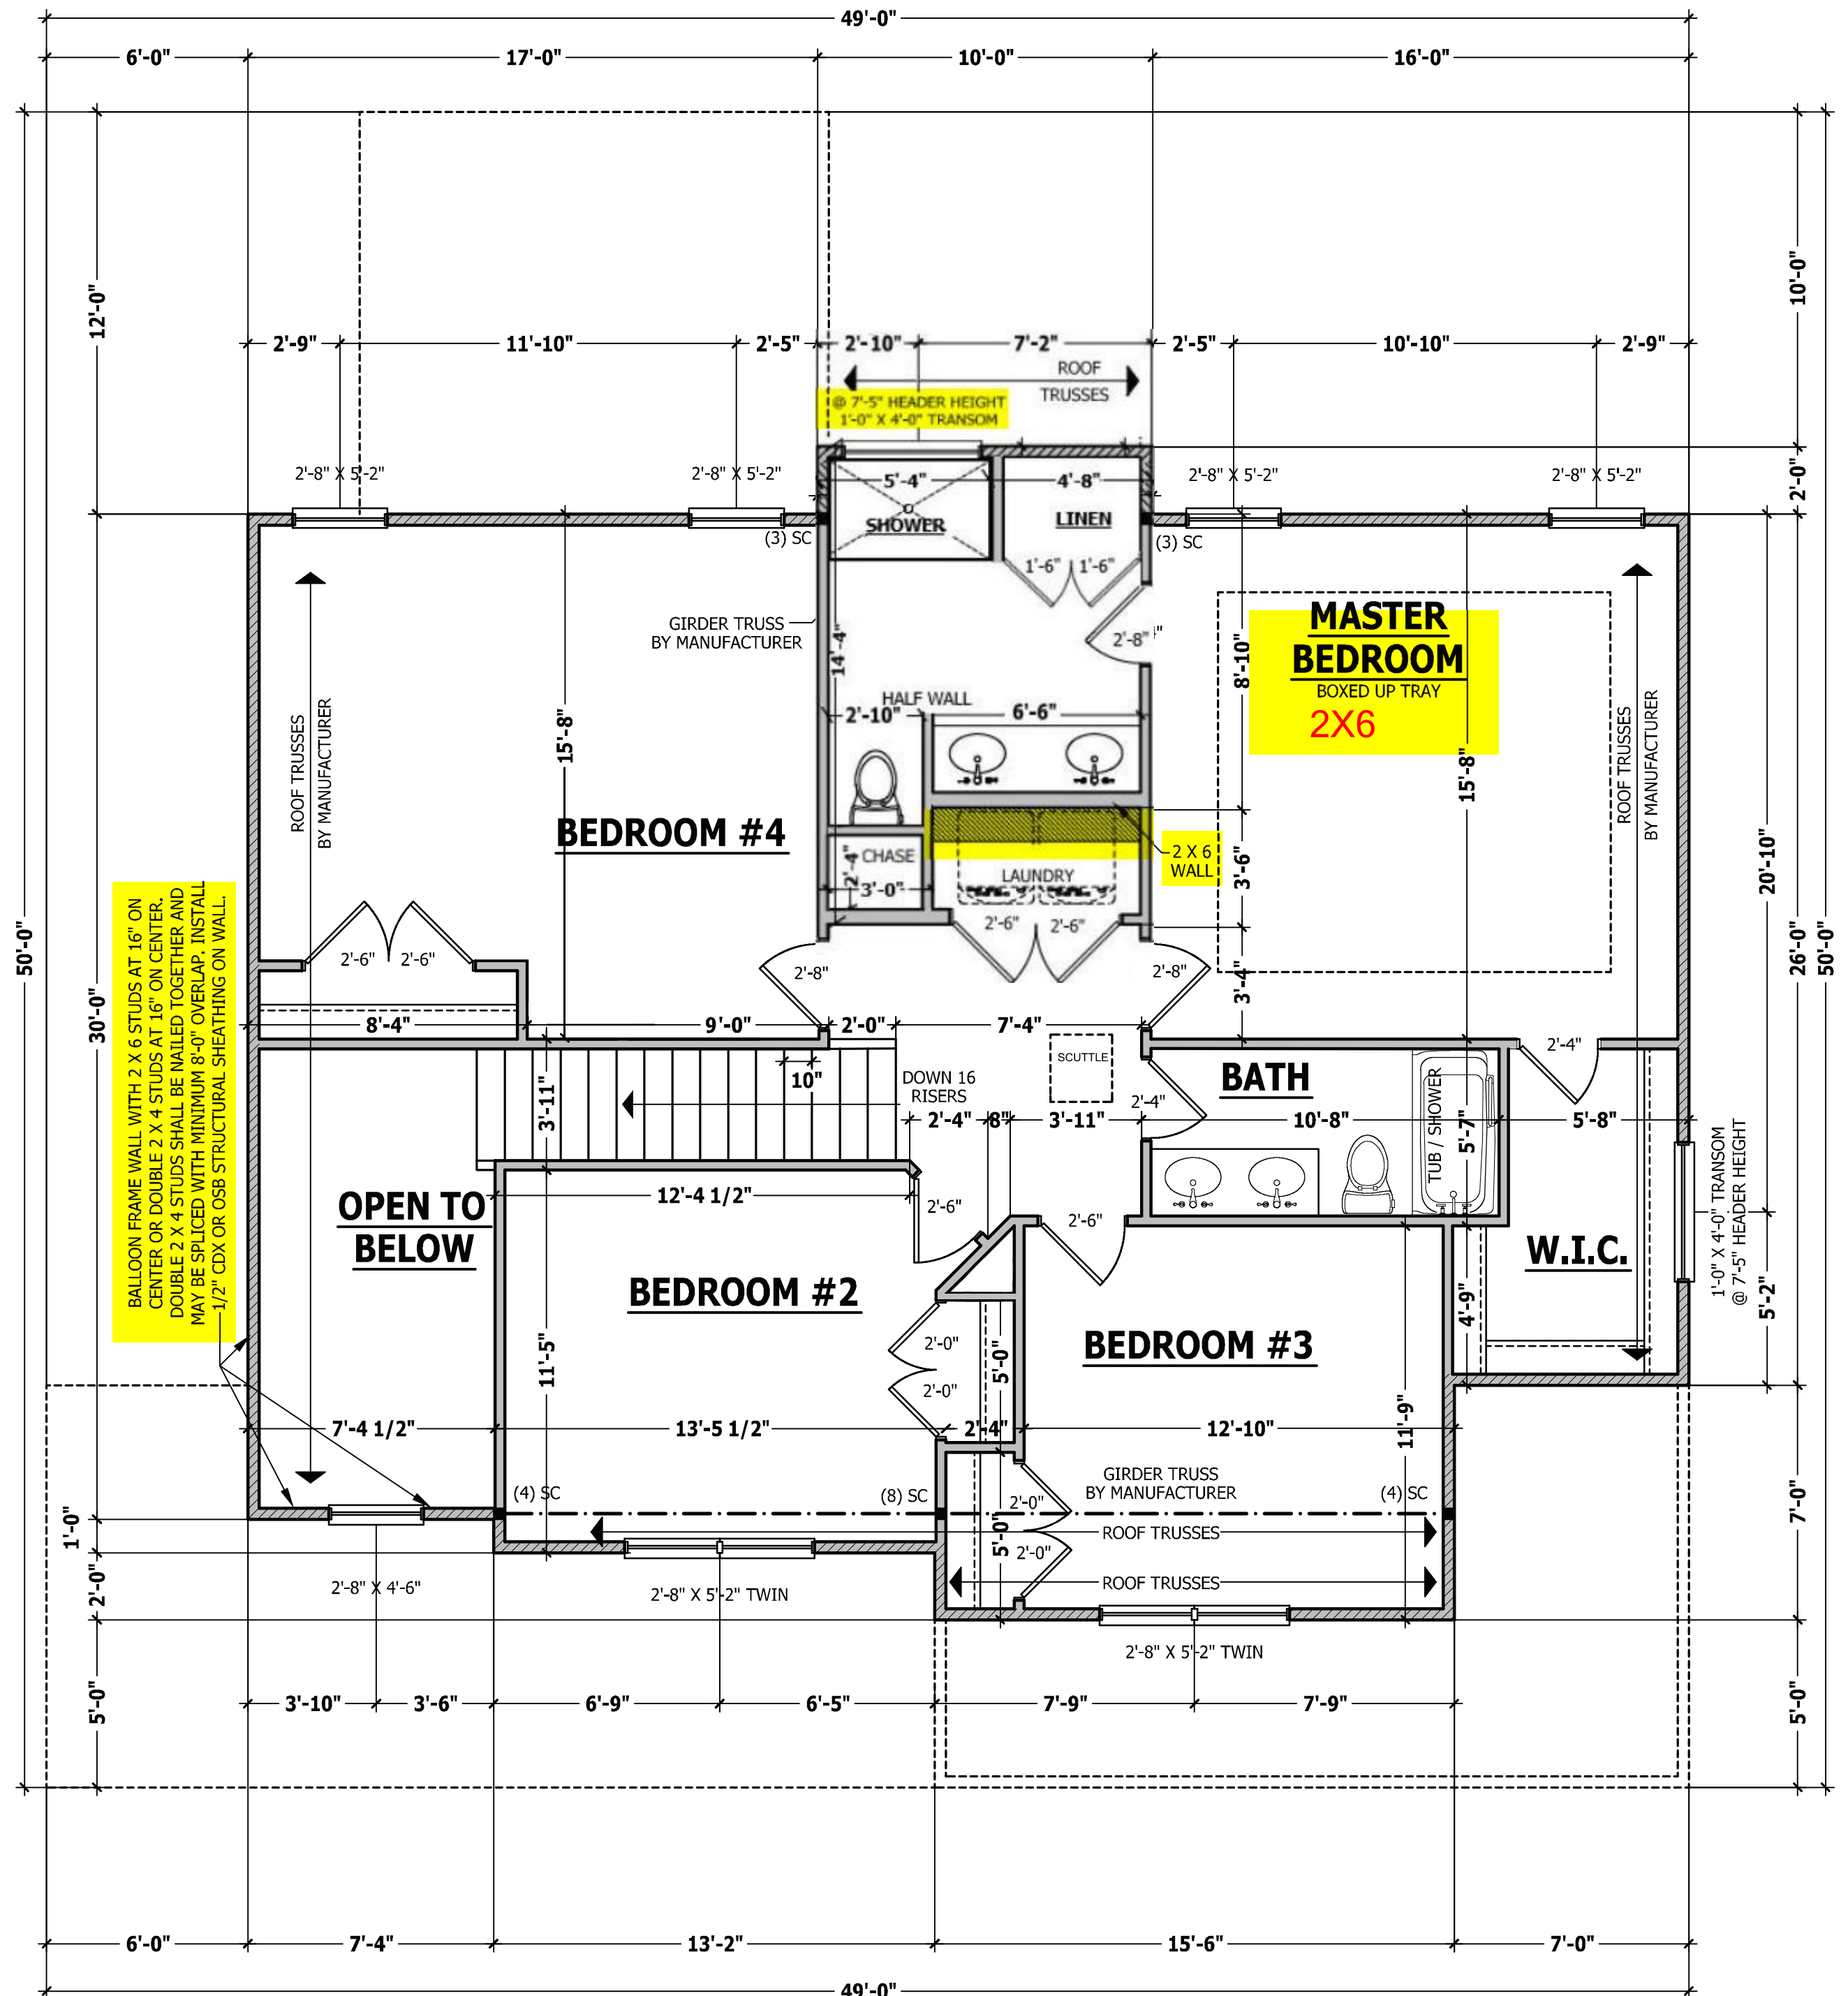 49'-0"
6'-0"
17'-0"
10'-0"
16'-0"
12'-0"
10'-0"
2'-9"
11'-10"
2'-5"
2'-10"
7'-2"
2'-5"
10'-10"
2'-9"
ROOF
TRUSSES
@ 7'-5" HEADER HEIGHT
1'-0" X 4'-0" TRANSOM
2'-8" X 5'-2"
2'-8" X 5'-2"
2'-8" X 5'-2"
2'-8" X 5'-2"
2'-0"
5'-4"
4'-8"
SHOWER
LINEN
(3) SC
(3) SC
1'-6"
1'-6"
GIRDER TRUSS
BY MANUFACTURER
14'-4"
2'-8"
8'-10"
MASTER
BEDROOM
BOXED UP TRAY
2X6
HALF WALL
2'-10"
6'-6"
15'-8"
15'-8"
ROOF TRUSSES
BY MANUFACTURER
ROOF TRUSSES
BY MANUFACTURER
BEDROOM #4
2'-4"
CHASE
3'-0"
LAUNDRY
2 X 6
WALL
3'-6"
20'-10"
2'-6"
2'-6"
2'-6"
2'-6"
2'-8"
2'-8"
3'-4"
50'-0"
30'-0"
26'-0"
50'-0"
BALLOON FRAME WALL WITH 2 X 6 STUDS AT 16" ON
CENTER OR DOUBLE 2 X 4 STUDS AT 16" ON CENTER.
DOUBLE 2 X 4 STUDS SHALL BE NAILED TOGETHER AND
MAY BE SPLICED WITH MINIMUM 8'-0" OVERLAP. INSTALL
1/2" CDX OR OSB STRUCTURAL SHEATHING ON WALL.
8'-4"
9'-0"
2'-0"
7'-4"
2'-4"
SCUTTLE
10"
3'-11"
DOWN 16
RISERS
BATH
2'-4"
2'-4"
8"
3'-11"
10'-8"
TUB / SHOWER
5'-7"
5'-8"
12'-4 1/2"
2'-6"
2'-6"
OPEN TO
BELOW
1'-0" X 4'-0" TRANSOM
@ 7'-5" HEADER HEIGHT
W.I.C.
BEDROOM #2
4'-9"
5'-2"
BEDROOM #3
2'-0"
2'-0"
5'-0"
11'-5"
7'-4 1/2"
13'-5 1/2"
2'-4"
12'-10"
11'-9"
GIRDER TRUSS
BY MANUFACTURER
(4) SC
(8) SC
(4) SC
2'-0"
ROOF TRUSSES
5'-0"
2'-0"
ROOF TRUSSES
1'-0"
7'-0"
2'-0"
2'-8" X 4'-6"
2'-8" X 5'-2" TWIN
2'-8" X 5'-2" TWIN
5'-0"
5'-0"
3'-10"
3'-6"
6'-9"
6'-5"
7'-9"
7'-9"
6'-0"
7'-4"
13'-2"
15'-6"
7'-0"
49'-0"